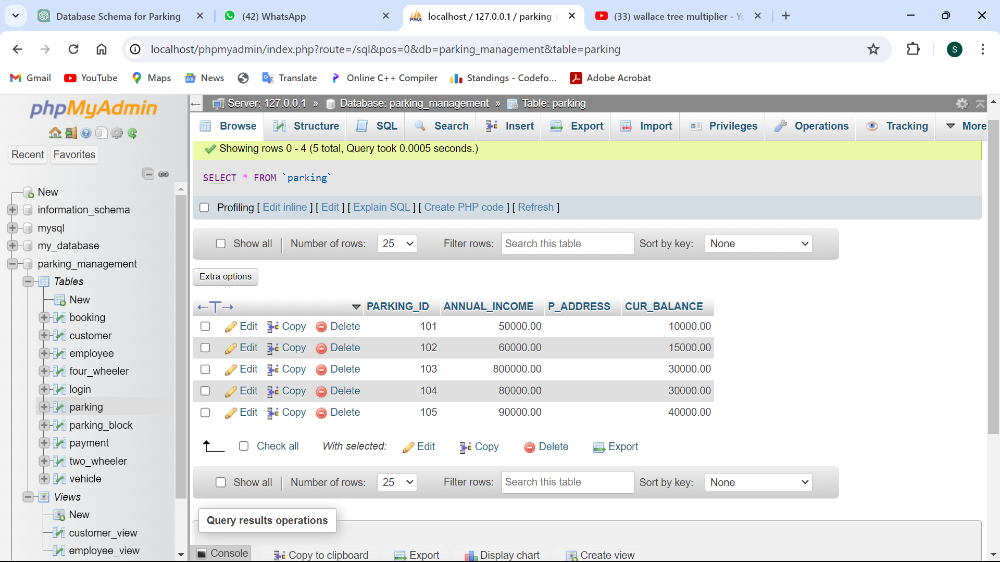 Database Schema for Parking
(42) WhatsApp
localhost / 127.0.0.1 / parking_
(33) wallace tree multiplier -
localhost/phpmyadmin/index.php?route=/sql&pos=0&db=parking_management&table=parking
S
Gmail
YouTube
Maps
News
Translate
Online C++ Compiler
Standings - Codefo...
Adobe Acrobat
phpMyAdmin
Recent
Favorites
New
information_schema
mysql
my_database
parking_management
Tables
New
booking
customer
employee
four_wheeler
login
parking
parking_block
payment
two_wheeler
vehicle
Views
New
customer_view
employee_view
Server: 127.0.0.1 » Database: parking_management » Table: parking
Browse Structure SQL Search Insert Export Import Privileges Operations Tracking More
Showing rows 0 - 4 (5 total, Query took 0.0005 seconds.)
SELECT * FROM `parking`
Profiling [ Edit inline ] [ Edit ] [ Explain SQL ] [ Create PHP code ] [ Refresh ]
Show all Number of rows: 25 Filter rows: Search this table Sort by key: None
Extra options
←T→ PARKING_ID ANNUAL_INCOME P_ADDRESS CUR_BALANCE
Edit Copy Delete 101 50000.00 10000.00
Edit Copy Delete 102 60000.00 15000.00
Edit Copy Delete 103 800000.00 30000.00
Edit Copy Delete 104 80000.00 30000.00
Edit Copy Delete 105 90000.00 40000.00
Check all With selected: Edit Copy Delete Export
Show all Number of rows: 25 Filter rows: Search this table Sort by key: None
Query results operations
Console
Copy to clipboard
Export
Display chart
Create view